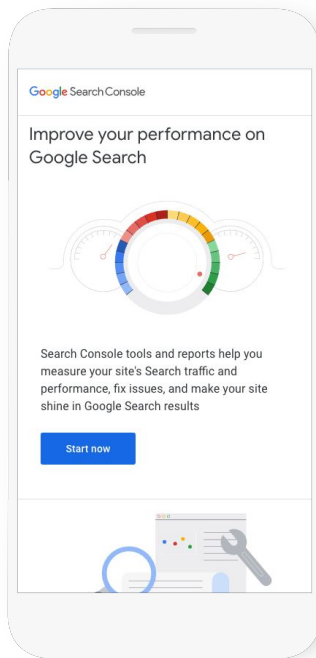 Google Search Console
Improve your performance on
Google Search
Search Console tools and reports help you
measure your site's Search traffic and
performance, fix issues, and make your site
shine in Google Search results
Start now